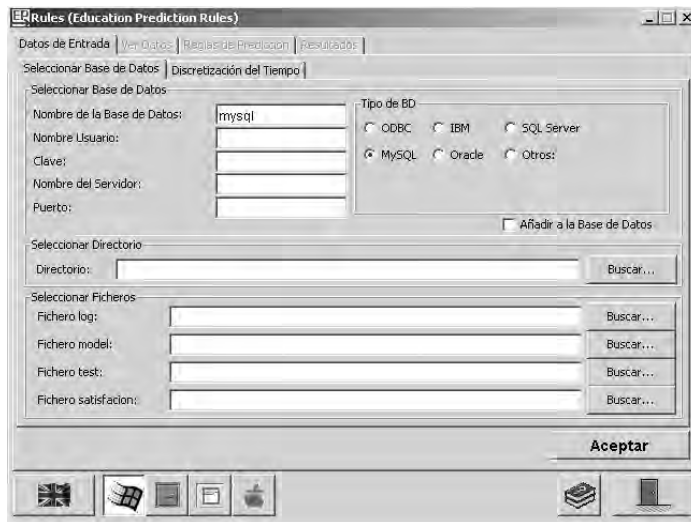 EPRules (Education Prediction Rules)
Datos de Entrada Ver Datos Reglas de Prediccion Resultados
Seleccionar Base de Datos Discretización del Tiempo
Seleccionar Base de Datos
Nombre de la Base de Datos: mysql
Nombre Usuario:
Clave:
Nombre del Servidor:
Puerto:
Tipo de BD
ODBC IBM SQL Server
MySQL Oracle Otros:
Añadir a la Base de Datos
Seleccionar Directorio
Directorio: Buscar...
Seleccionar Ficheros
Fichero log: Buscar...
Fichero model: Buscar...
Fichero test: Buscar...
Fichero satisfacion: Buscar...
Aceptar